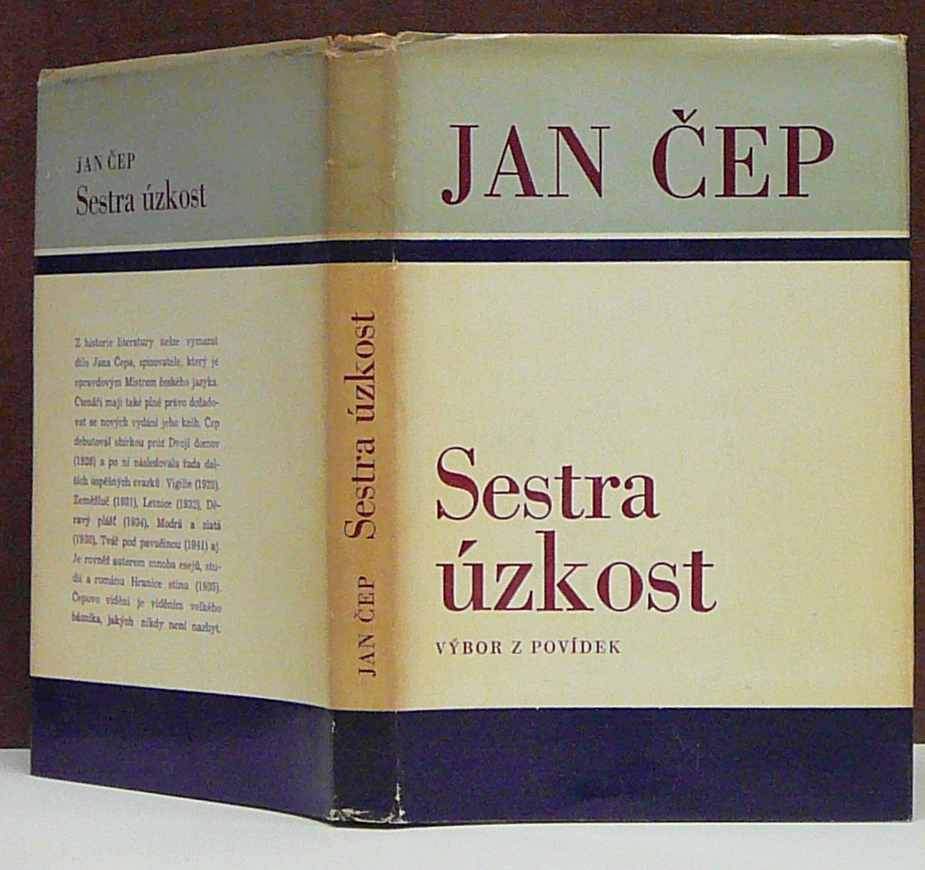 JAN ČEP
Sestra úzkost
Z historie literatury nelze vymazat
dílo Jana Čepa, spisovatele, který je
opravdovým Mistrem českého jazyka.
Čtenáři mají také plné právo dožado-
vat se nových vydání jeho knih. Čep
debutoval sbírkou próz Dvojí domov
(1926) a po ní následovala řada dal-
ších úspěšných svazků: Vigilie (1928),
Zeměžluč (1931), Letnice (1932), Dě-
ravý plášť (1934), Modrá a zlatá
(1938), Tvář pod pavučinou (1941) aj.
Je rovněž autorem mnoha esejů, stu-
dií a románu Hranice stínu (1935).
Čepovo vidění je viděním velkého
básníka, jakých nikdy není nazbyt.
JAN ČEP Sestra úzkost
JAN ČEP
Sestra
úzkost
VÝBOR Z POVÍDEK